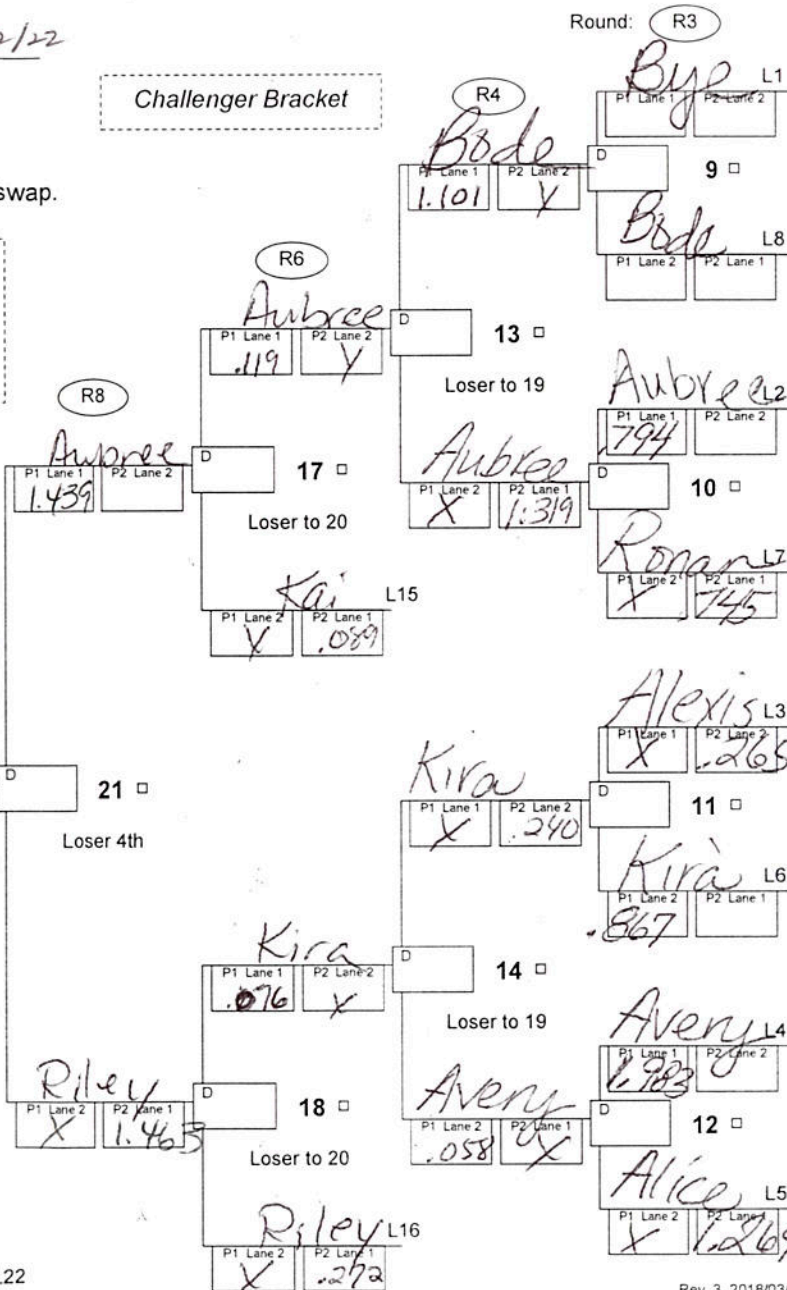 2/22
Round: R3
Challenger Bracket
R4
Bye L1
P1 Lane 1 P2 Lane 2
Bode
P1 Lane 1 P2 Lane 2
1.101 X
D 9
swap.
Bode L8
P1 Lane 2 P2 Lane 1
R6
Aubree
P1 Lane 1 P2 Lane 2
.119 X
D 13
Loser to 19
Aubree L2
P1 Lane 1 P2 Lane 2
.794
R8
Aubree
P1 Lane 1 P2 Lane 2
1.439
D 17
Loser to 20
Aubree
P1 Lane 2 P2 Lane 1
X 1.319
D 10
Ronan L7
P1 Lane 2 P2 Lane 1
X .745
Kai L15
P1 Lane 2 P2 Lane 1
X .089
Alexis L3
P1 Lane 1 P2 Lane 2
X .265
D 21
Loser 4th
Kira
P1 Lane 1 P2 Lane 2
X .240
D 11
Kira L6
P1 Lane 2 P2 Lane 1
.867
Kira
P1 Lane 1 P2 Lane 2
.076 X
D 14
Loser to 19
Avery L4
P1 Lane 1 P2 Lane 2
1.983
Riley
P1 Lane 2 P2 Lane 1
X 1.463
D 18
Loser to 20
Avery
P1 Lane 2 P2 Lane 1
.058 X
D 12
Alice L5
P1 Lane 2 P2 Lane 1
X 1.269
Riley L16
P1 Lane 2 P2 Lane 1
X .272
.22
Rev. 3, 2018/03/